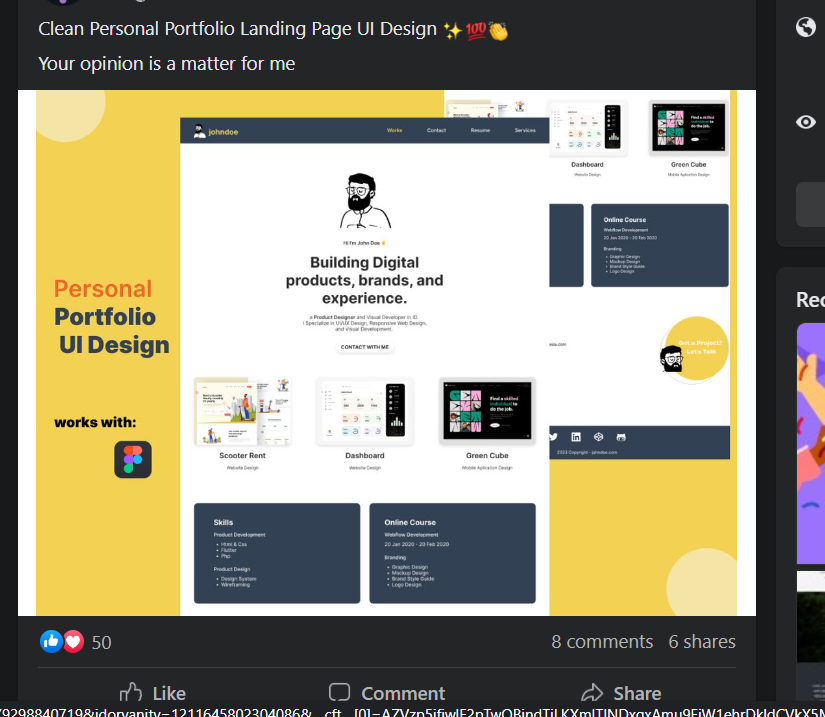 Clean Personal Portfolio Landing Page UI Design ✨💯👏
Your opinion is a matter for me
Personal
Portfolio
UI Design
works with:
johndoe
Works
Contact
Resume
Services
Hi I'm John Doe
Building Digital
products, brands, and
experience.
a Product Designer and Visual Developer in ID.
I Specialize in UI/UX Design, Responsive Web Design,
and Visual Development.
CONTACT WITH ME
Find a skilled
individual to
do the job.
Scooter Rent
Website Design
Dashboard
Website Design
Green Cube
Mobile Aplication Design
Skills
Product Development
• Html & Css
• Flutter
• Php
Product Design
• Design System
• Wireframing
Online Course
Webflow Development
20 Jan 2020 - 20 Feb 2020
Branding
• Graphic Design
• Mockup Design
• Brand Style Guide
• Logo Design
Find a skilled
individual to
do the job.
Dashboard
Website Design
Green Cube
Mobile Aplication Design
Online Course
Webflow Development
20 Jan 2020 - 20 Feb 2020
Branding
• Graphic Design
• Mockup Design
• Brand Style Guide
• Logo Design
Got a Project?
Let's Talk
2023 Copyright - johndoe.com
50
8 comments
6 shares
Like
Comment
Share
Rec